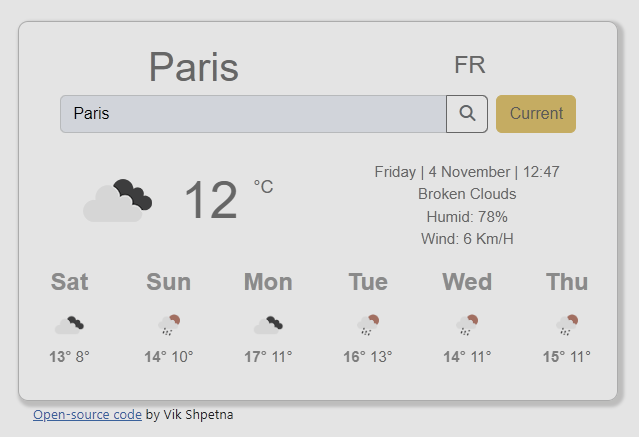 Paris FR
Paris Current
12 °C
Friday | 4 November | 12:47
Broken Clouds
Humid: 78%
Wind: 6 Km/H
Sat Sun Mon Tue Wed Thu
13° 8° 14° 10° 17° 11° 16° 13° 14° 11° 15° 11°
Open-source code by Vik Shpetna